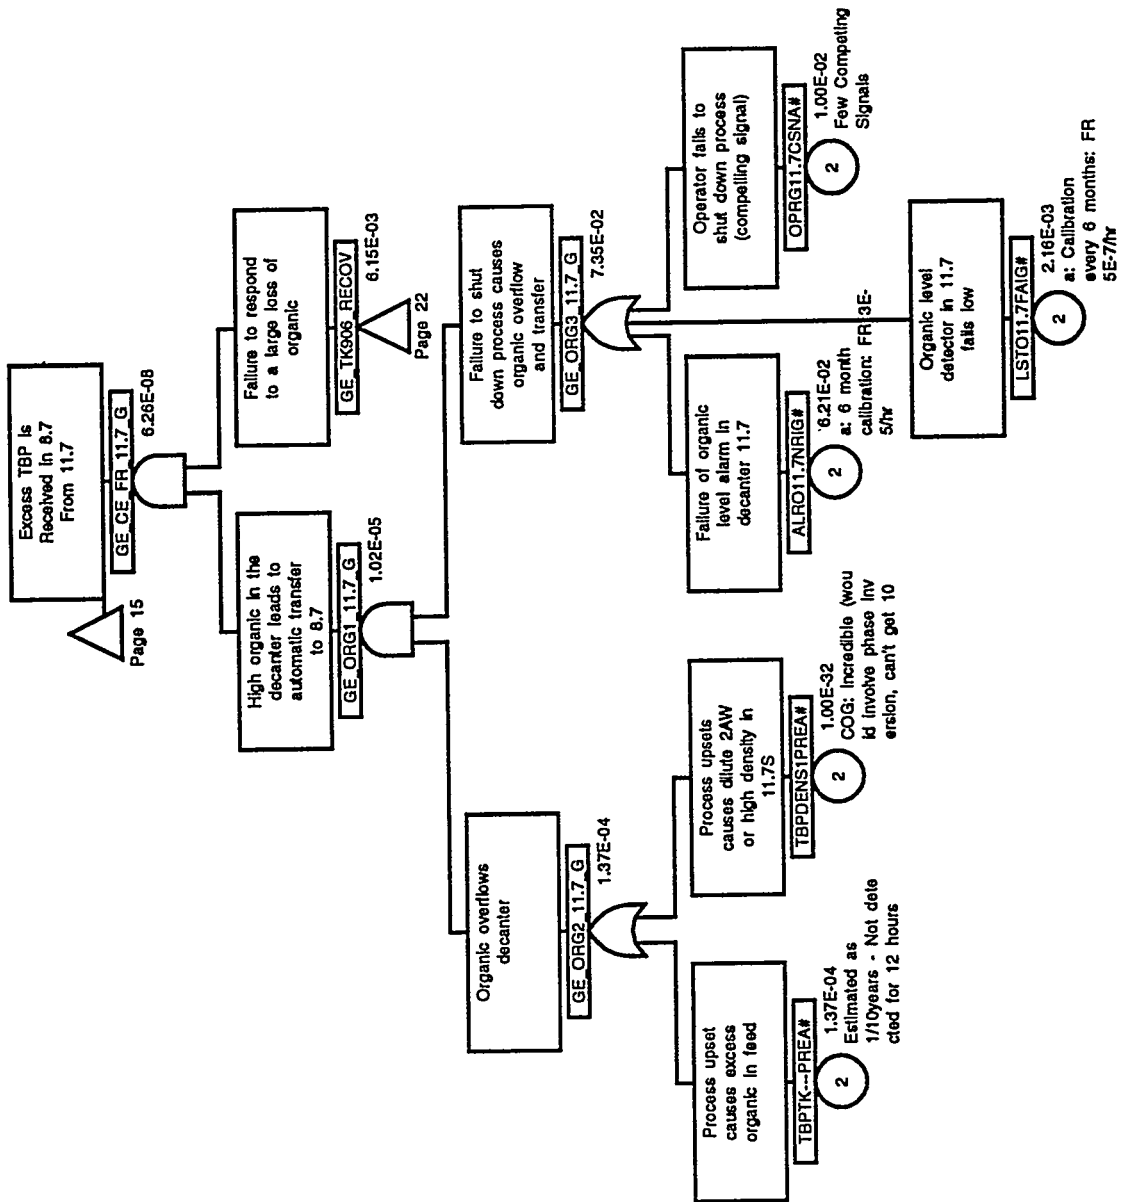 Excess TBP is
Received in 8.7
From 11.7
GE_CE_FR_11.7_G
6.26E-08
Page 15
High organic in the
decanter leads to
automatic transfer
to 8.7
GE_ORG1_11.7_G
1.02E-05
Failure to respond
to a large loss of
organic
GE_TK906_RECOV
6.15E-03
Page 22
Organic overflows
decanter
GE_ORG2_11.7_G
1.37E-04
Failure to shut
down process causes
organic overflow
and transfer
GE_ORG3_11.7_G
7.35E-02
Process upset
causes excess
organic in feed
TBPTK---PREA#
2
1.37E-04
Estimated as
1/10years - Not dete
cted for 12 hours
Process upsets
causes dilute 2AW
or high density in
11.7S
TBPDENS1PREA#
2
1.00E-32
COG: Incredible (wou
ld involve phase inv
ersion, can't get 10
Failure of organic
level alarm in
decanter 11.7
ALRO11.7NRIG#
2
6.21E-02
a: 6 month
calibration: FR 3E-
5/hr
Operator fails to
shut down process
(compelling signal)
OPRG11.7CSNA#
2
1.00E-02
Few Competing
Signals
Organic level
detector in 11.7
fails low
LSTO11.7FAIG#
2
2.16E-03
a: Calibration
every 6 months: FR
5E-7/hr